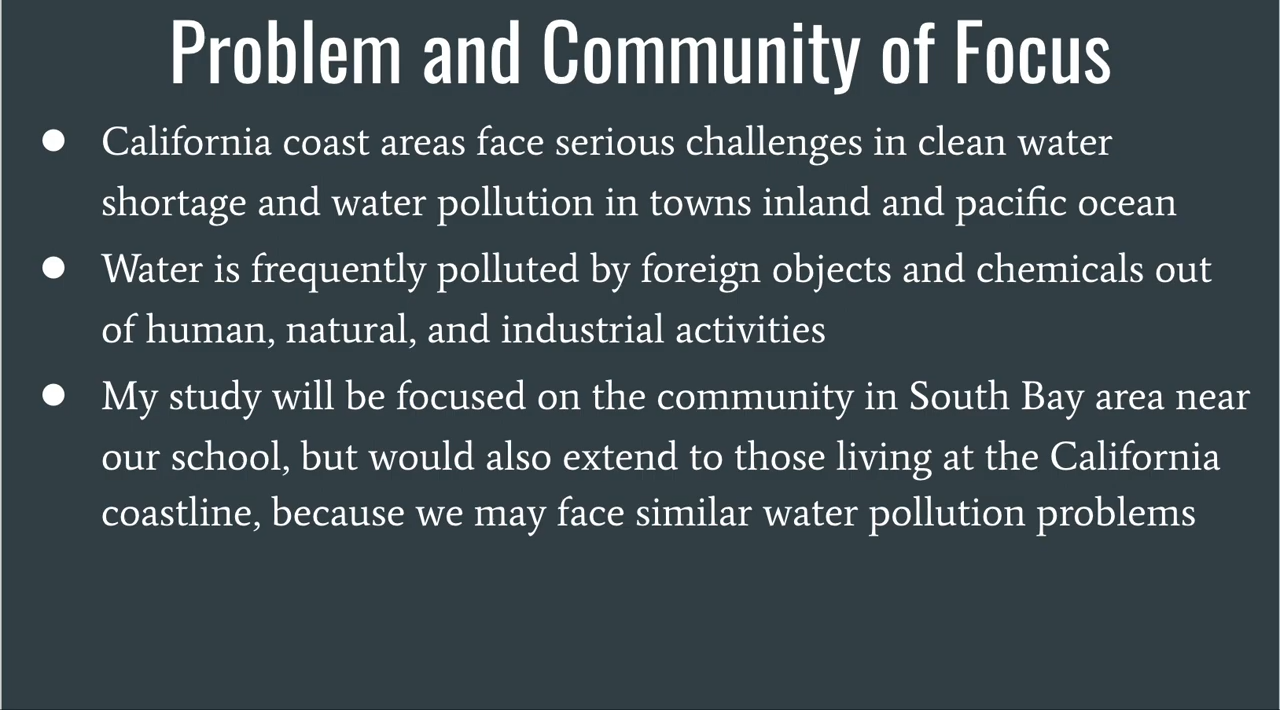 Problem and Community of Focus
● California coast areas face serious challenges in clean water
shortage and water pollution in towns inland and pacific ocean
● Water is frequently polluted by foreign objects and chemicals out
of human, natural, and industrial activities
● My study will be focused on the community in South Bay area near
our school, but would also extend to those living at the California
coastline, because we may face similar water pollution problems